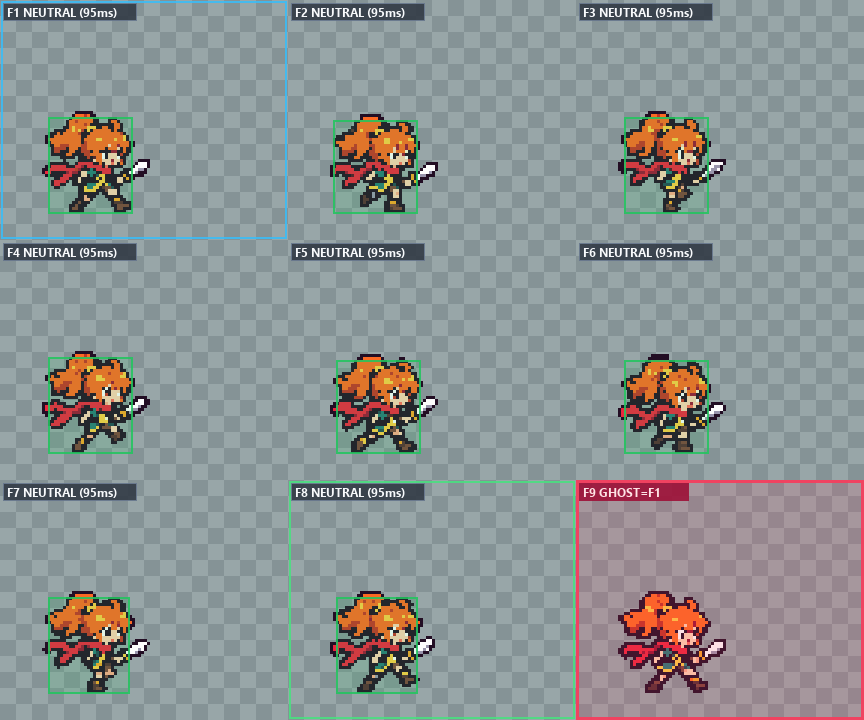 F1 NEUTRAL (95ms)
F2 NEUTRAL (95ms)
F3 NEUTRAL (95ms)
F4 NEUTRAL (95ms)
F5 NEUTRAL (95ms)
F6 NEUTRAL (95ms)
F7 NEUTRAL (95ms)
F8 NEUTRAL (95ms)
F9 GHOST=F1